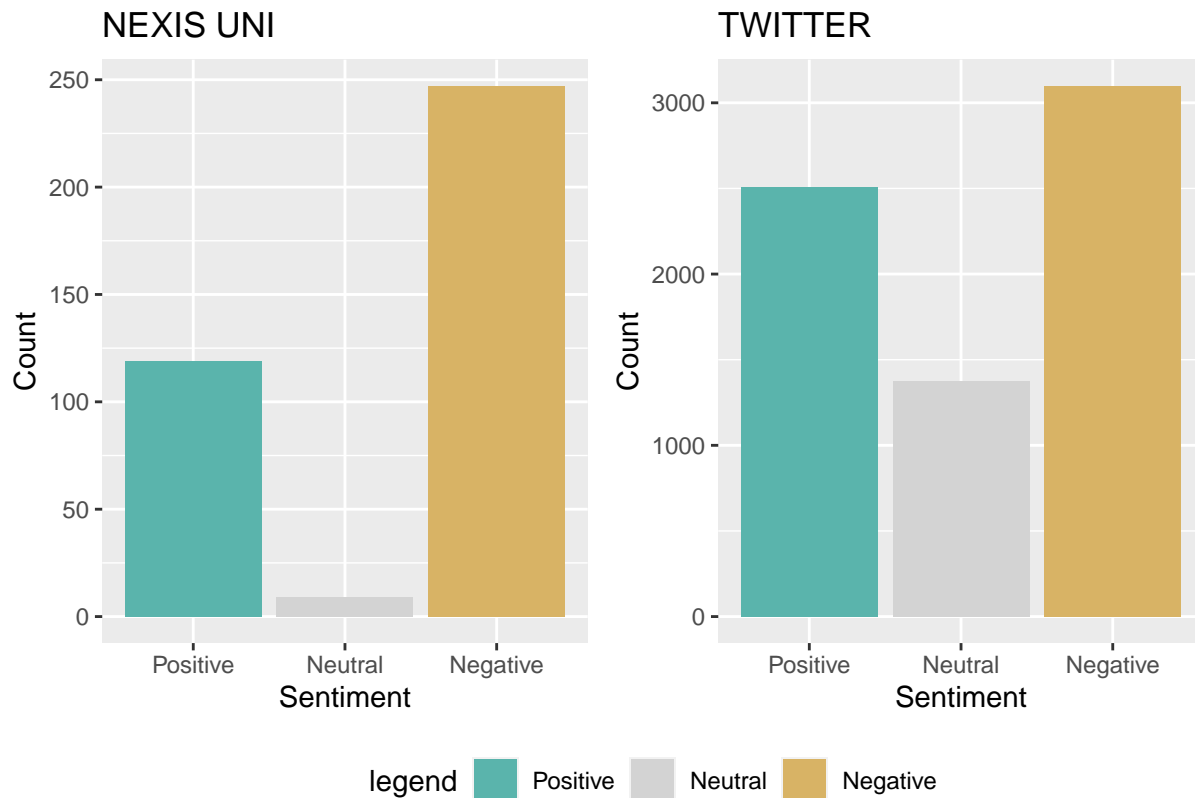 NEXIS UNI
250
200
150
100
50
0
Count
Positive Neutral Negative
Sentiment
TWITTER
3000
2000
1000
0
Count
Positive Neutral Negative
Sentiment
legend Positive Neutral Negative